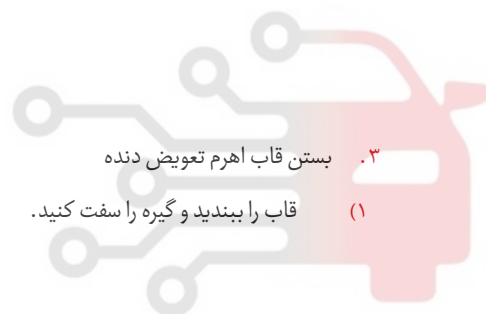 ۳. بستن قاب اهرم تعویض دنده
۱) قاب را ببندید و گیره را سفت کنید.